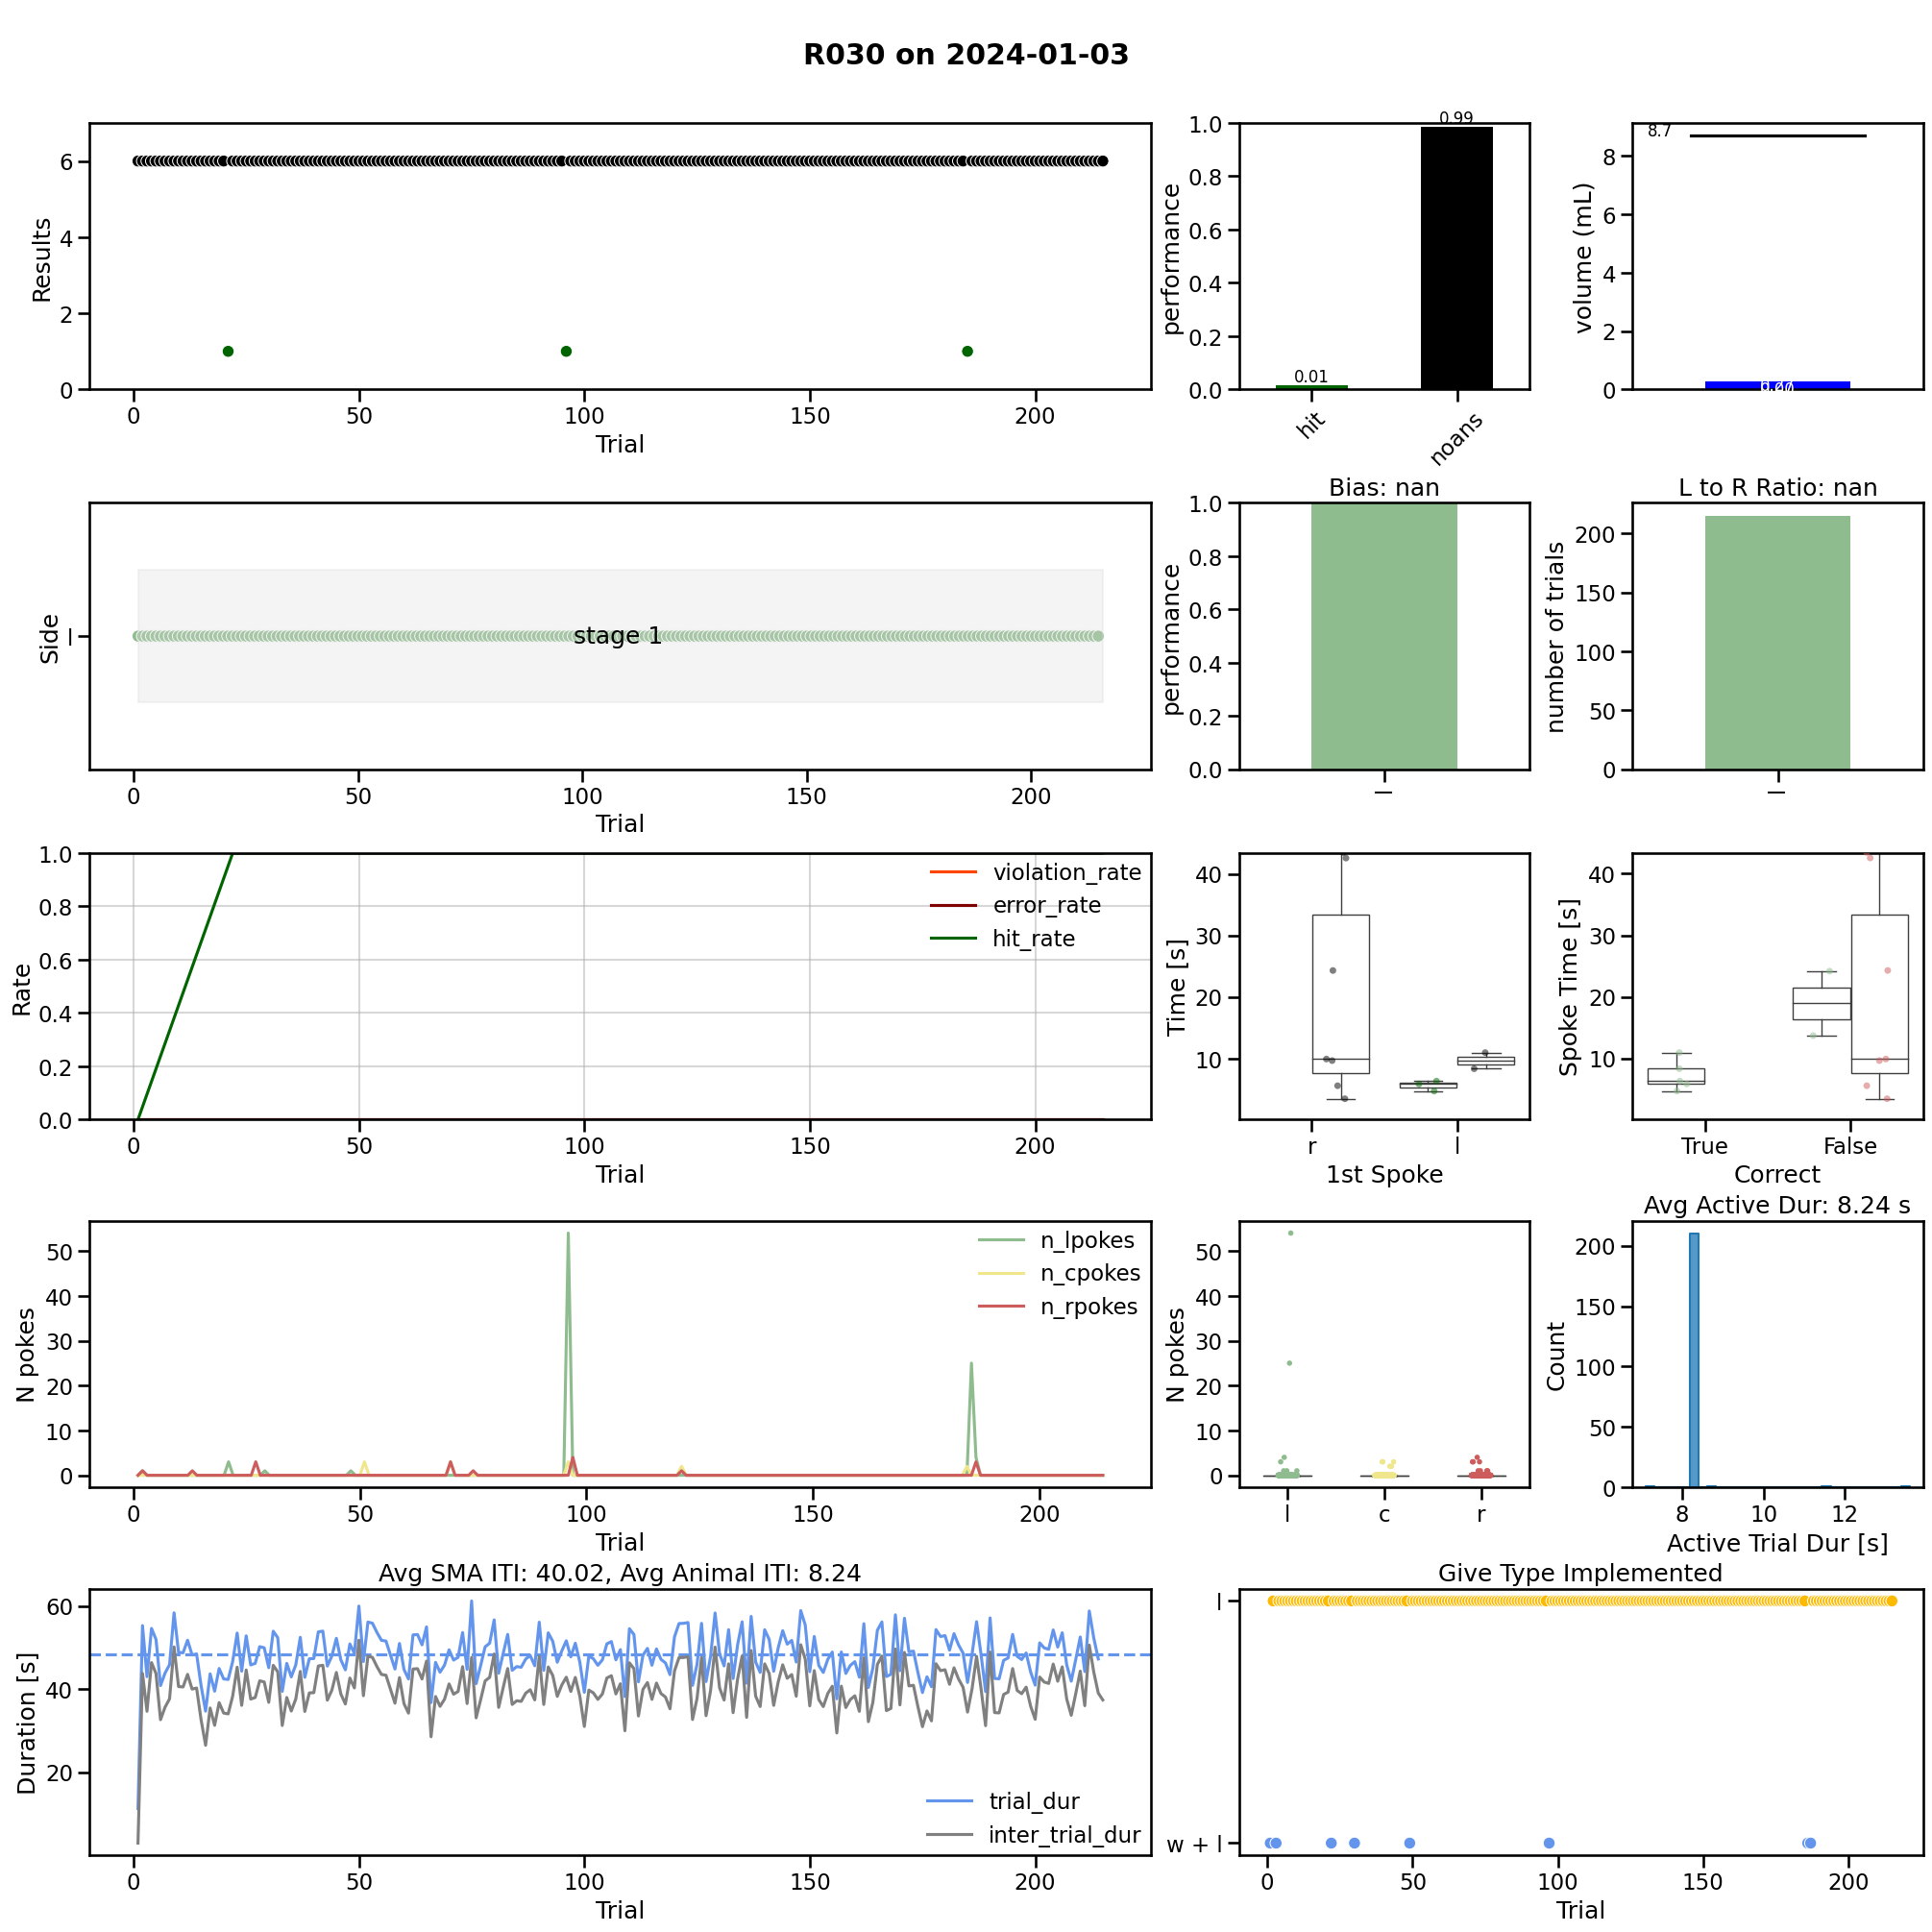 R030 on 2024-01-03
Results
6
4
2
0
0 50 100 150 200
Trial
performance
1.0
0.8
0.6
0.4
0.2
0.0
0.01
0.99
hit noans
volume (mL)
8
6
4
2
0
8.7
Side
l
stage 1
0 50 100 150 200
Trial
Bias: nan
performance
1.0
0.8
0.6
0.4
0.2
0.0
l
L to R Ratio: nan
number of trials
200
150
100
50
0
l
Rate
1.0
0.8
0.6
0.4
0.2
0.0
violation_rate
error_rate
hit_rate
0 50 100 150 200
Trial
Time [s]
40
30
20
10
r l
1st Spoke
Spoke Time [s]
40
30
20
10
True False
Correct
N pokes
50
40
30
20
10
0
n_lpokes
n_cpokes
n_rpokes
0 50 100 150 200
Trial
N pokes
50
40
30
20
10
0
l c r
Avg Active Dur: 8.24 s
Count
200
150
100
50
0
8 10 12
Active Trial Dur [s]
Avg SMA ITI: 40.02, Avg Animal ITI: 8.24
Duration [s]
60
40
20
trial_dur
inter_trial_dur
0 50 100 150 200
Trial
Give Type Implemented
l
w + l
0 50 100 150 200
Trial